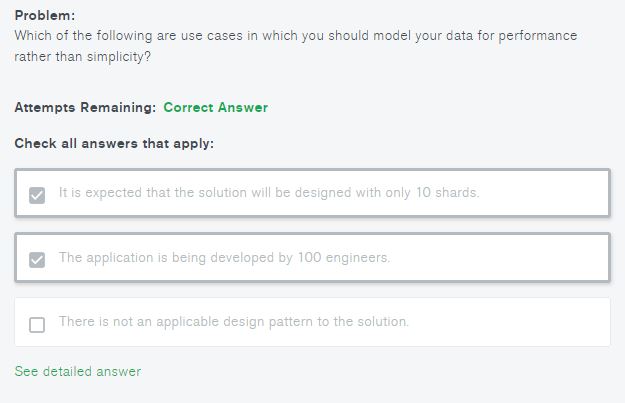 Problem:
Which of the following are use cases in which you should model your data for performance
rather than simplicity?
Attempts Remaining: Correct Answer
Check all answers that apply:
It is expected that the solution will be designed with only 10 shards.
The application is being developed by 100 engineers.
There is not an applicable design pattern to the solution.
See detailed answer